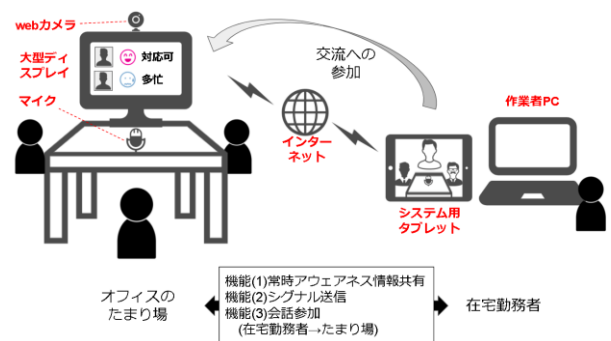 webカメラ
大型ディ
スプレイ
対応可
多忙
マイク
交流への
参加
インター
ネット
作業者PC
システム用
タブレット
オフィスの
たまり場
機能(1)常時アウェアネス情報共有
機能(2)シグナル送信
機能(3)会話参加
(在宅勤務者→たまり場)
在宅勤務者